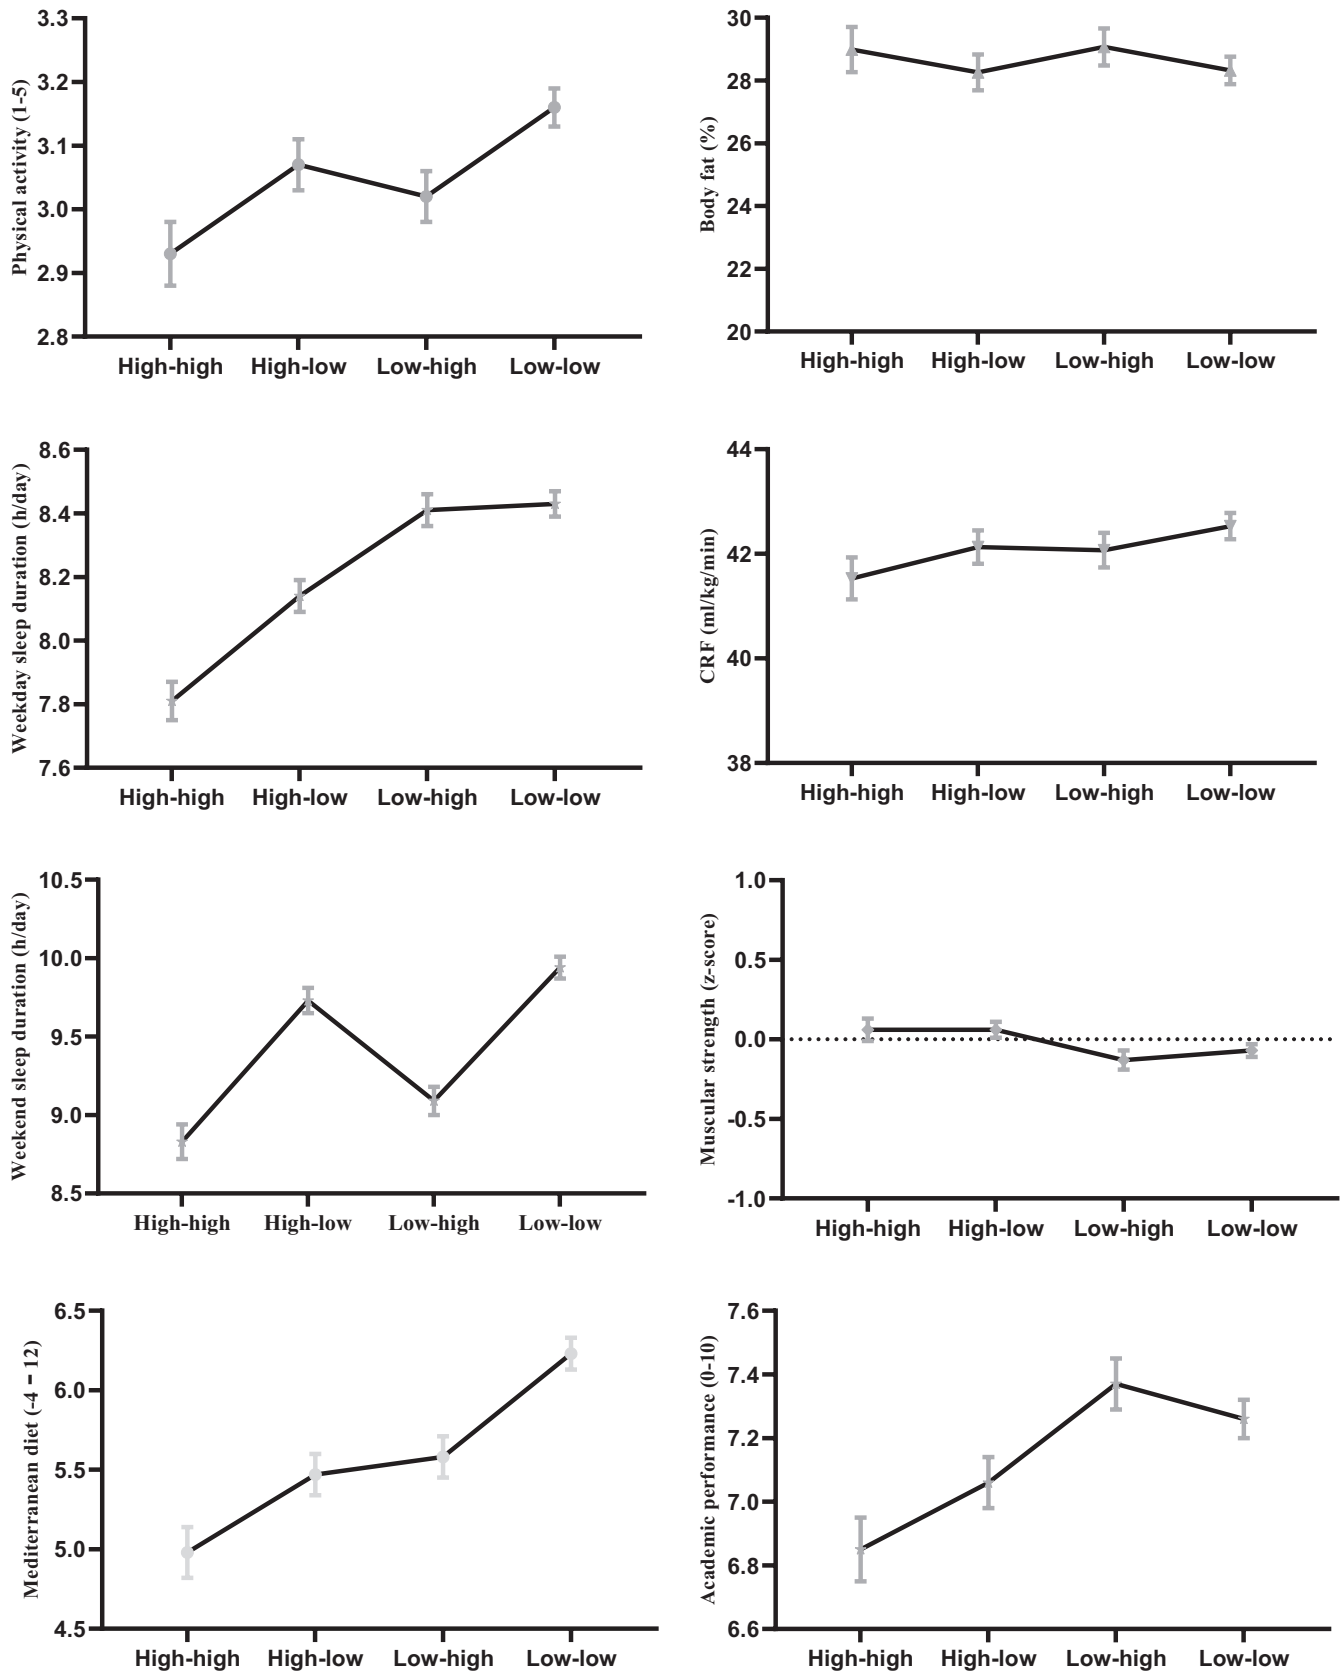 Physical activity (1-5)
3.3
3.2
3.1
3.0
2.9
2.8
High-high High-low Low-high Low-low
Body fat (%)
30
28
26
24
22
20
High-high High-low Low-high Low-low
Weekday sleep duration (h/day)
8.6
8.4
8.2
8.0
7.8
7.6
High-high High-low Low-high Low-low
CRF (ml/kg/min)
44
42
40
38
High-high High-low Low-high Low-low
Weekend sleep duration (h/day)
10.5
10.0
9.5
9.0
8.5
High-high High-low Low-high Low-low
Muscular strength (z-score)
1.0
0.5
0.0
-0.5
-1.0
High-high High-low Low-high Low-low
Mediterranean diet (-4 – 12)
6.5
6.0
5.5
5.0
4.5
High-high High-low Low-high Low-low
Academic performance (0-10)
7.6
7.4
7.2
7.0
6.8
6.6
High-high High-low Low-high Low-low